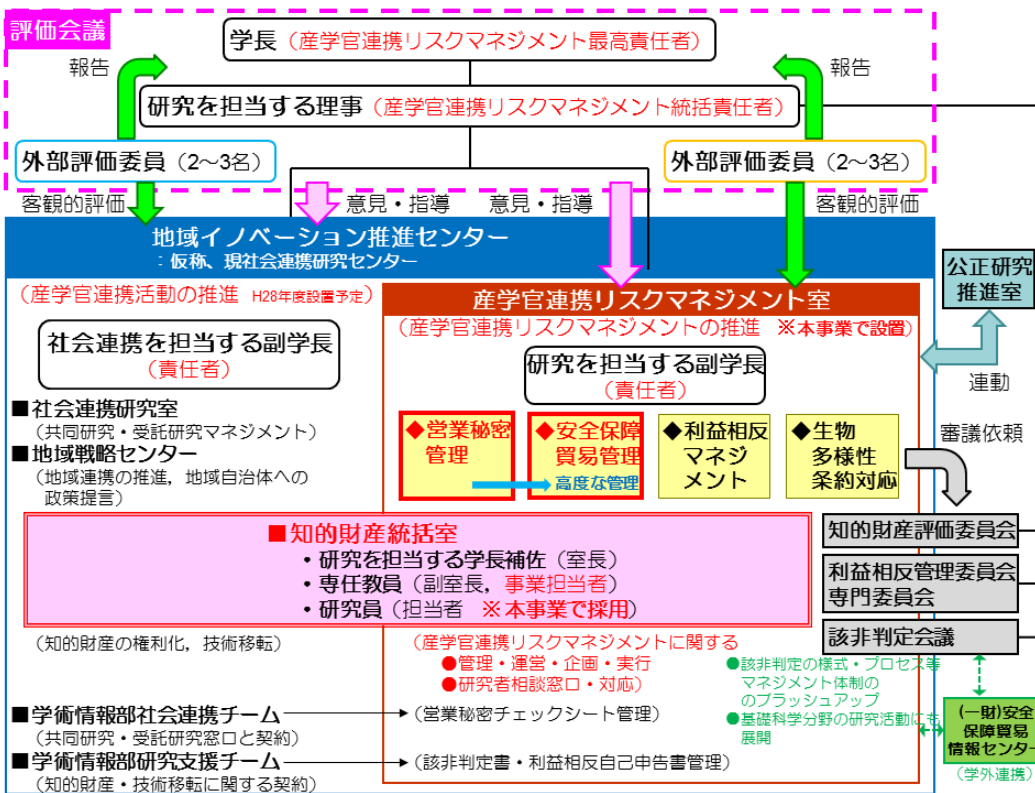 評価会議
学長（産学官連携リスクマネジメント最高責任者）
報告
報告
研究を担当する理事（産学官連携リスクマネジメント統括責任者）
外部評価委員（2～3名）
外部評価委員（2～3名）
客観的評価
意見・指導
意見・指導
客観的評価
地域イノベーション推進センター
：仮称、現社会連携研究センター
（産学官連携活動の推進 H28年度設置予定）
社会連携を担当する副学長
（責任者）
■社会連携研究室
（共同研究・受託研究マネジメント）
■地域戦略センター
（地域連携の推進，地域自治体への
政策提言）
産学官連携リスクマネジメント室
（産学官連携リスクマネジメントの推進 ※本事業で設置）
研究を担当する副学長
（責任者）
◆営業秘密
管理
◆安全保障
貿易管理
高度な管理
◆利益相反
マネジ
メント
◆生物
多様性
条約対応
公正研究
推進室
連動
審議依頼
知的財産評価委員会
利益相反管理委員会
専門委員会
該非判定会議
■知的財産統括室
・研究を担当する学長補佐（室長）
・専任教員（副室長，事業担当者）
・研究員（担当者 ※本事業で採用）
（知的財産の権利化，技術移転）
（産学官連携リスクマネジメントに関する
●管理・運営・企画・実行
●研究者相談窓口・対応）
●該非判定の様式・プロセス等
マネジメント体制の
のブラッシュアップ
●基礎科学分野の研究活動にも
展開
■学術情報部社会連携チーム
（共同研究・受託研究窓口と契約）
（営業秘密チェックシート管理）
■学術情報部研究支援チーム
（知的財産・技術移転に関する契約）
（該非判定書・利益相反自己申告書管理）
（一財）安全
保障貿易
情報センター
（学外連携）